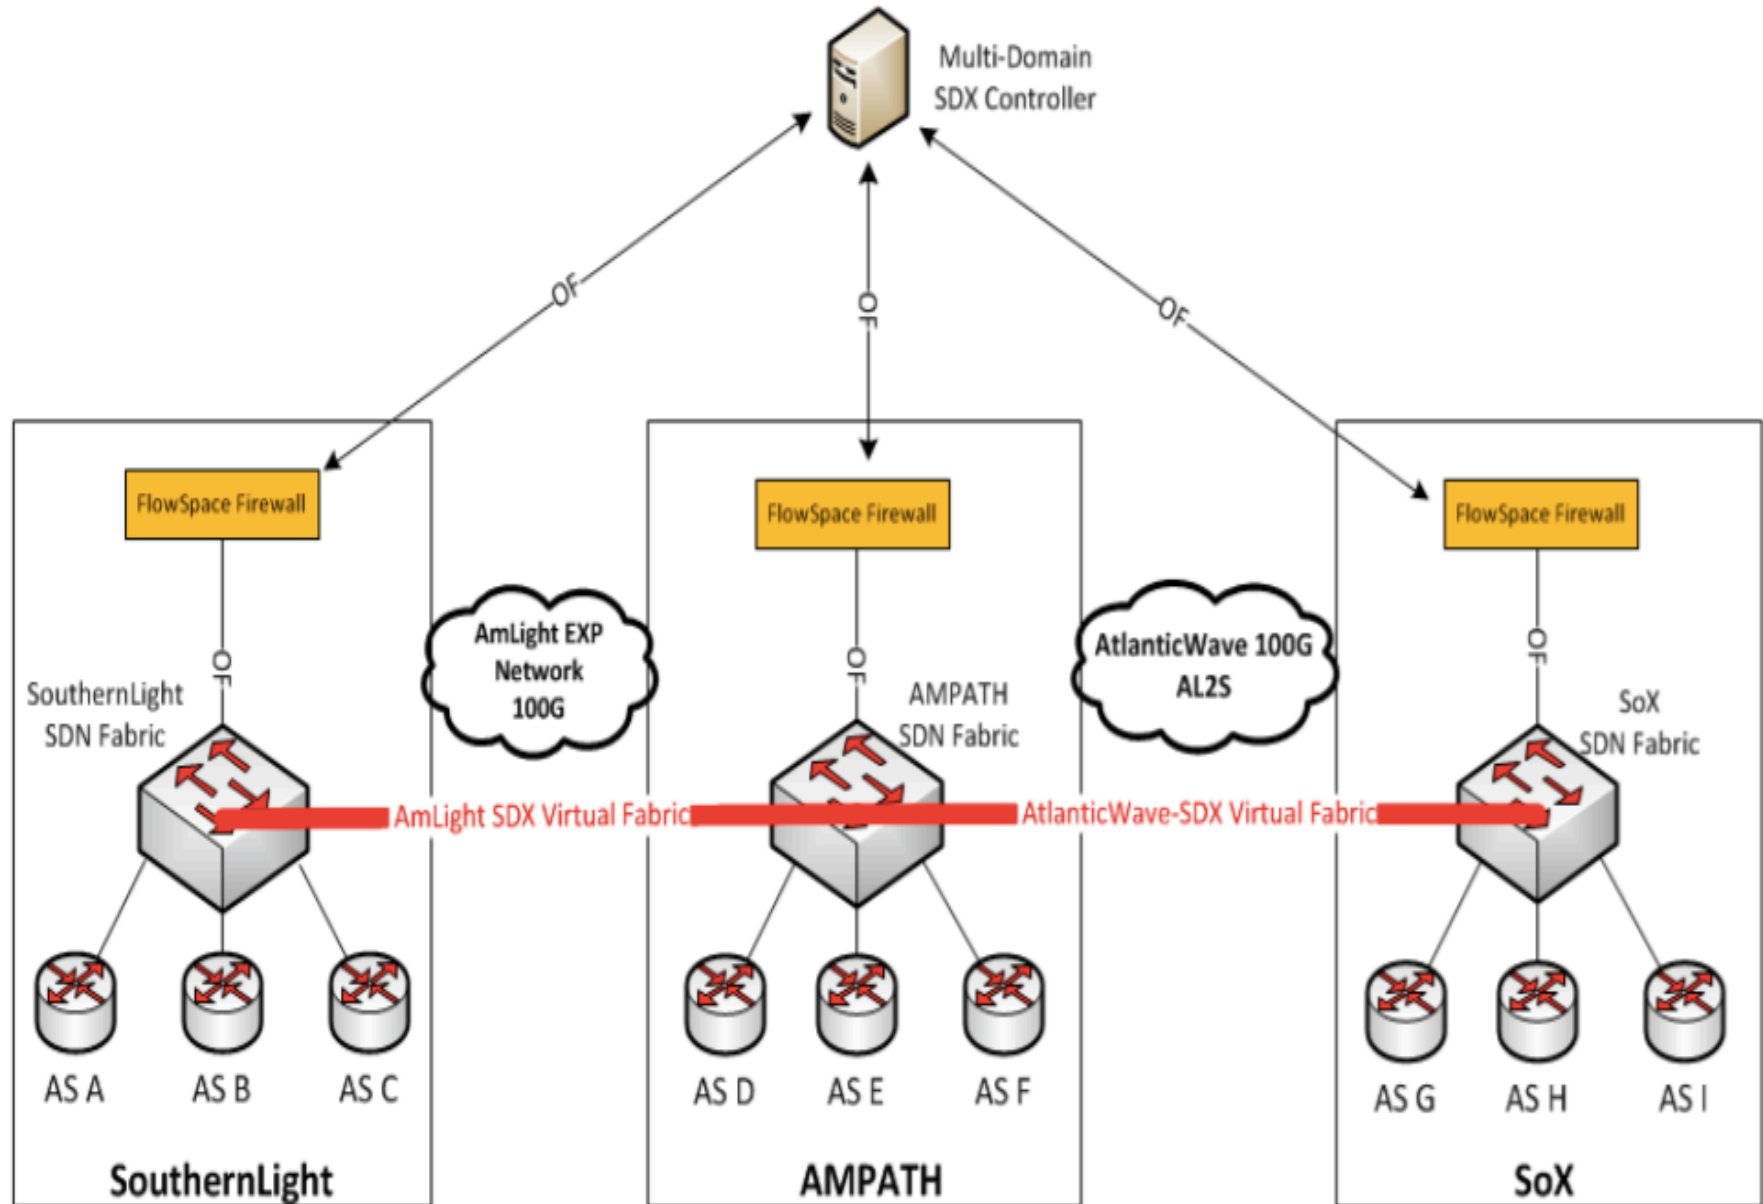 Multi-Domain
SDX Controller
OF
OF
OF
FlowSpace Firewall
FlowSpace Firewall
FlowSpace Firewall
AmLight EXP
Network
100G
AtlanticWave 100G
AL2S
OF
OF
OF
SouthernLight
SDN Fabric
AMPATH
SDN Fabric
SoX
SDN Fabric
AmLight SDX Virtual Fabric
AtlanticWave-SDX Virtual Fabric
AS A
AS B
AS C
AS D
AS E
AS F
AS G
AS H
AS I
SouthernLight
AMPATH
SoX